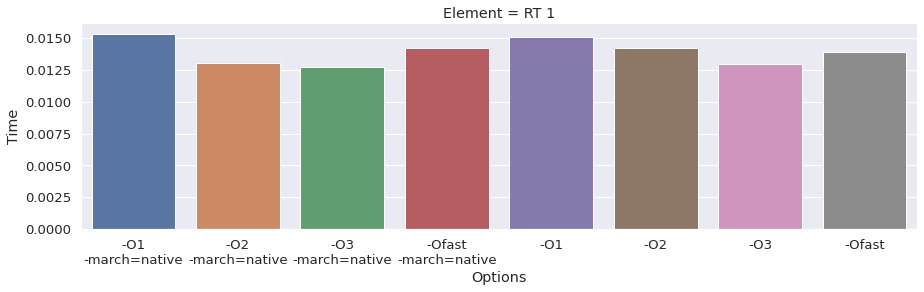 Element = RT 1
Time
0.0150
0.0125
0.0100
0.0075
0.0050
0.0025
0.0000
-O1 -O2 -O3 -Ofast -O1 -O2 -O3 -Ofast
-march=native -march=native -march=native -march=native
Options